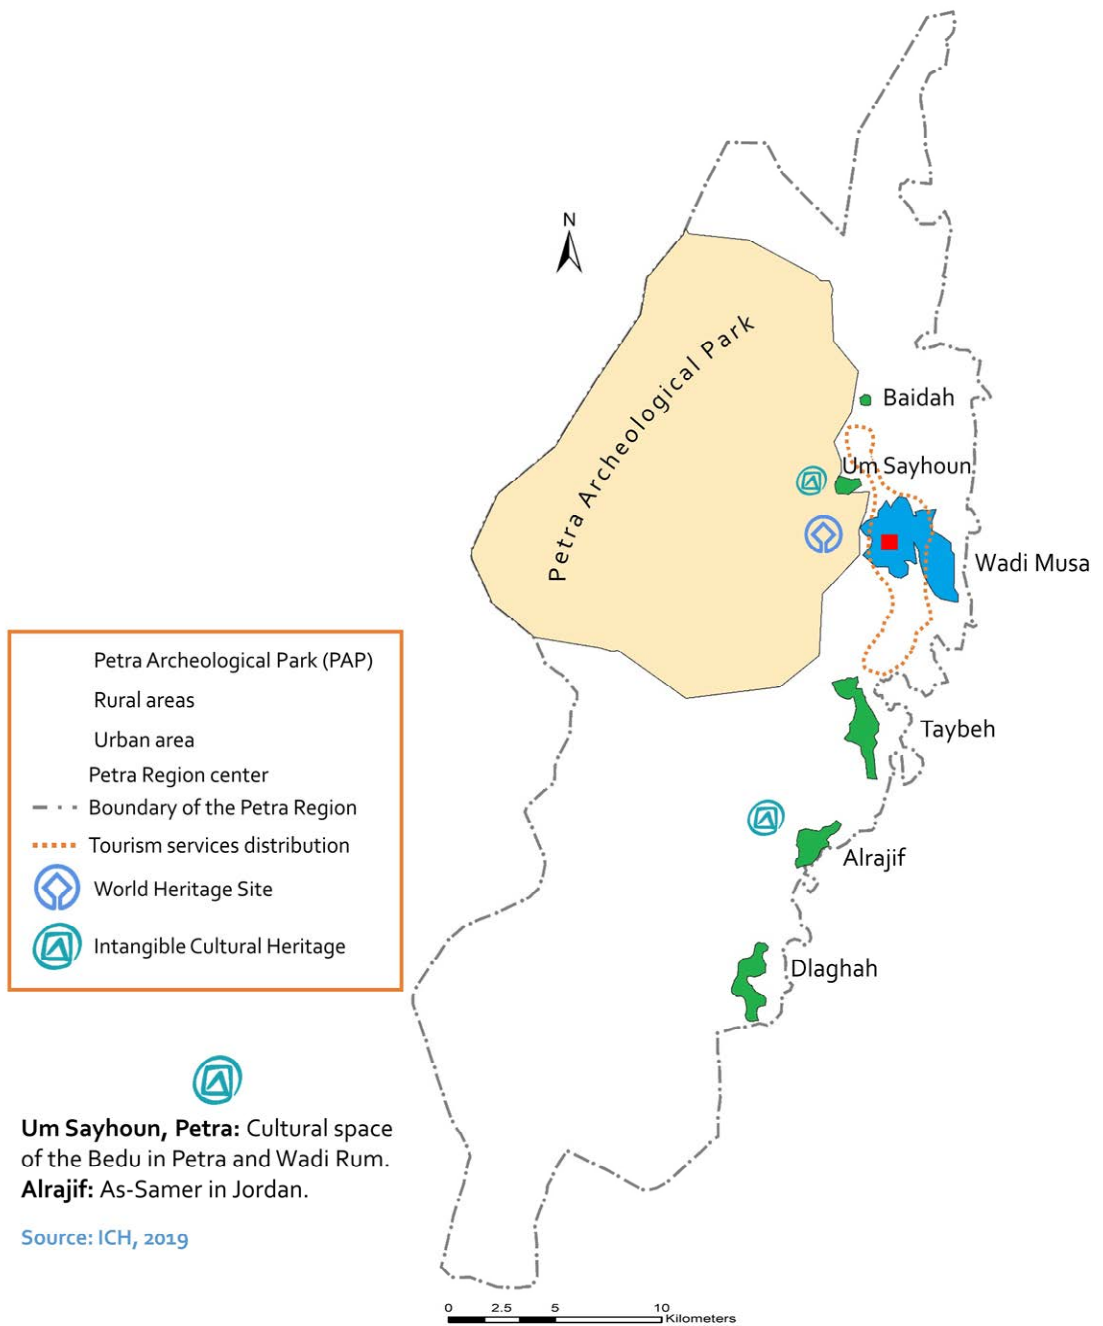 N
Petra Archeological Park
Baidah
Um Sayhoun
Wadi Musa
Taybeh
Alrajif
Dlaghah
Petra Archeological Park (PAP)
Rural areas
Urban area
Petra Region center
Boundary of the Petra Region
Tourism services distribution
World Heritage Site
Intangible Cultural Heritage
Um Sayhoun, Petra: Cultural space
of the Bedu in Petra and Wadi Rum.
Alrajif: As-Samer in Jordan.
Source: ICH, 2019
0 2.5 5 10
Kilometers